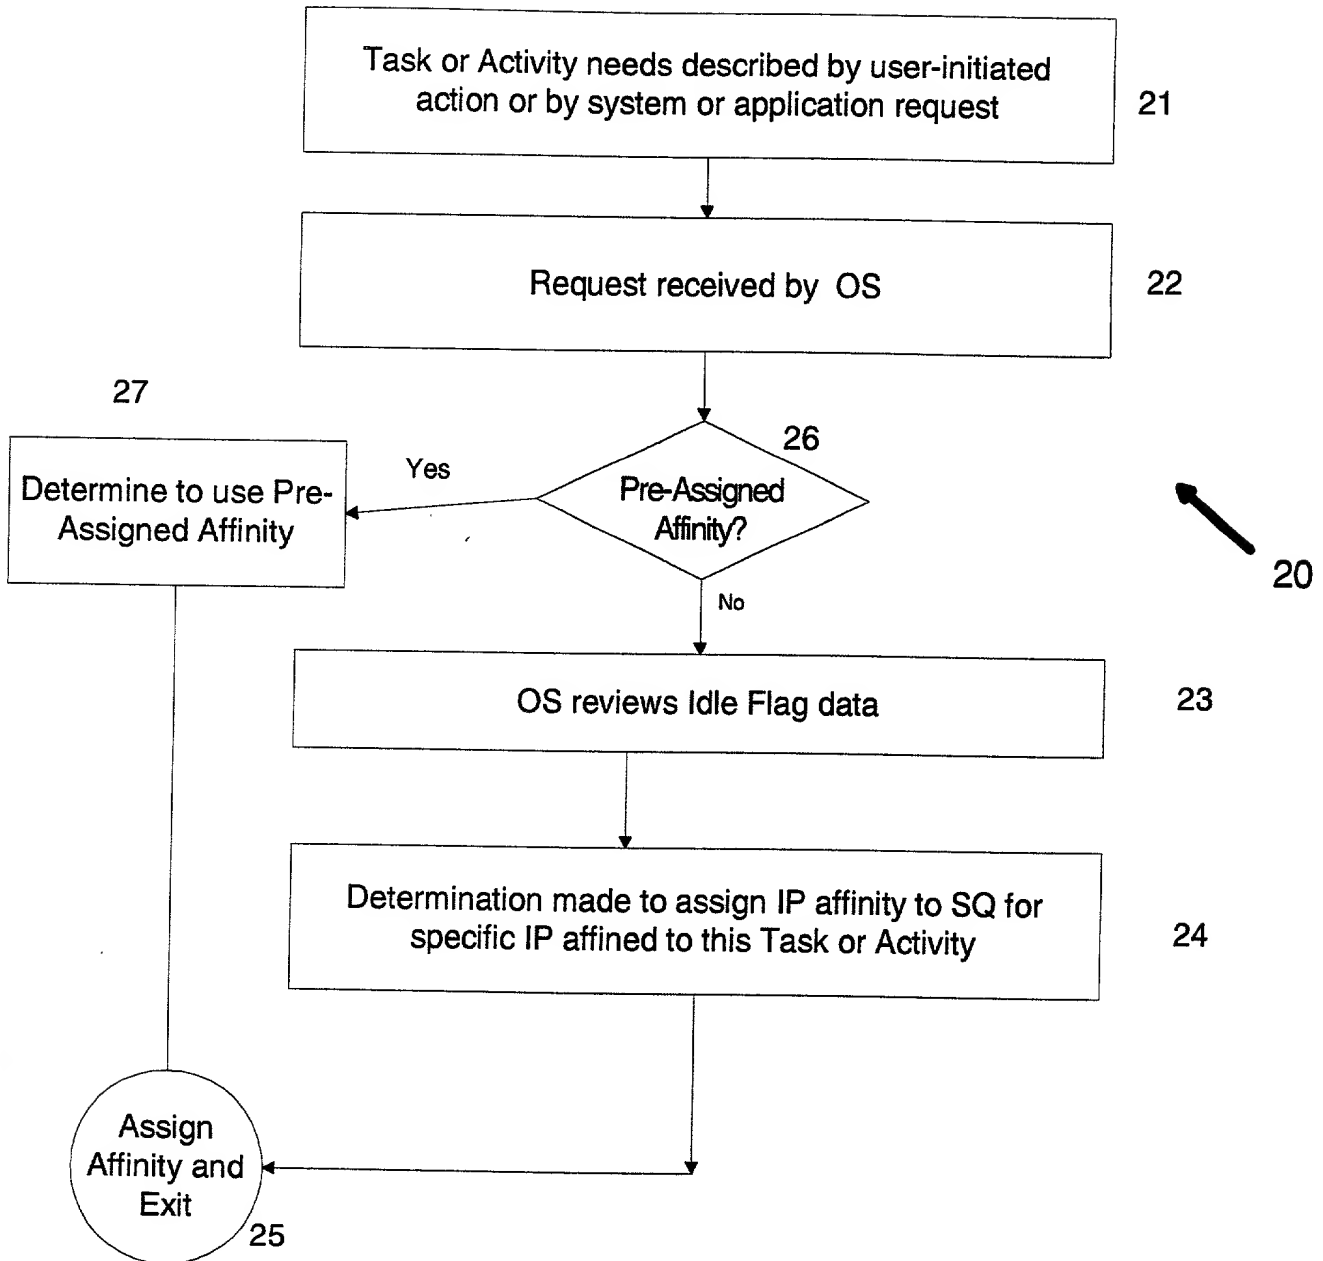 Task or Activity needs described by user-initiated
action or by system or application request
21
Request received by OS
22
27
26
Yes
Pre-Assigned
Affinity?
Determine to use Pre-
Assigned Affinity
20
No
OS reviews Idle Flag data
23
Determination made to assign IP affinity to SQ for
specific IP affined to this Task or Activity
24
Assign
Affinity and
Exit
25